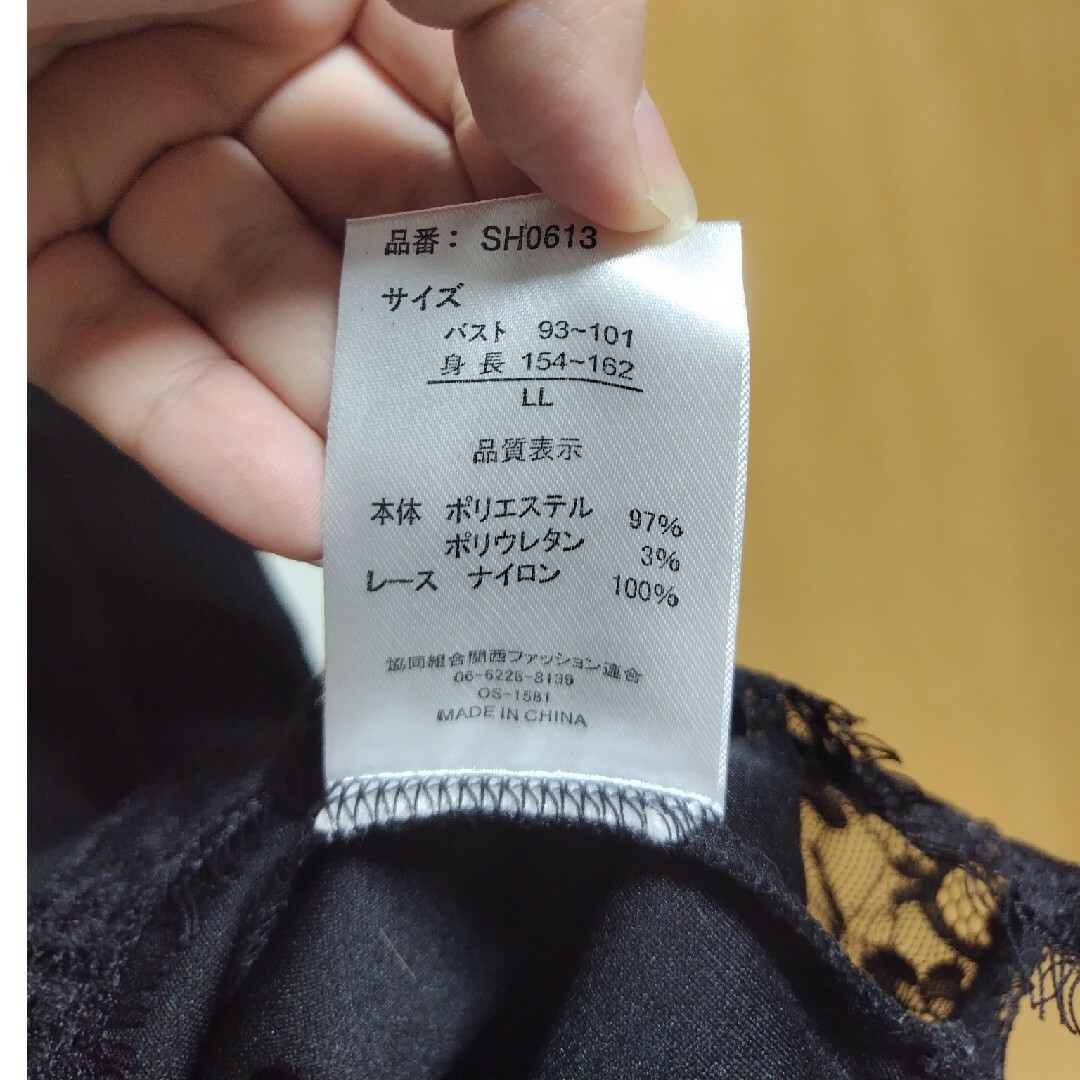 品番： SH0613
サイズ
バスト 93~101
身長 154~162
LL
品質表示
本体 ポリエステル 97%
ポリウレタン 3%
レース ナイロン 100%
協同組合関西ファッション連合
06-6228-8139
OS-1581
MADE IN CHINA